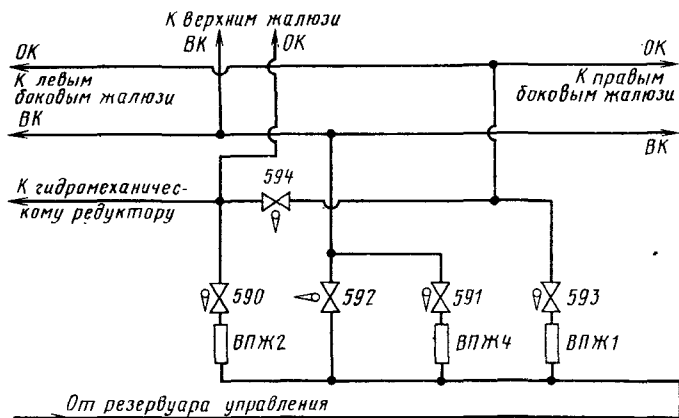 К верхним жалюзи
ВК
ОК
ОК
ОК
К левым
боковым жалюзи
К правым
боковым жалюзи
ВК
ВК
594
К гидромеханичес-
кому редуктору
590
592
591
593
ВПЖ2
ВПЖ4
ВПЖ1
От резервуара управления